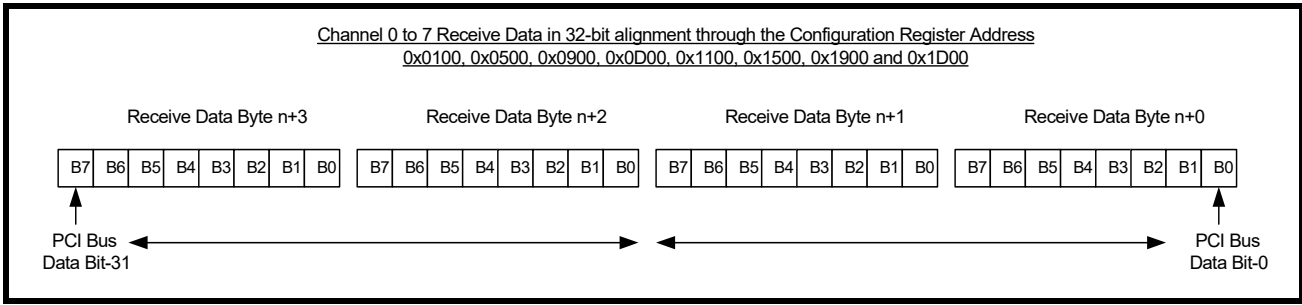 Channel 0 to 7 Receive Data in 32-bit alignment through the Configuration Register Address
0x0100, 0x0500, 0x0900, 0x0D00, 0x1100, 0x1500, 0x1900 and 0x1D00
Receive Data Byte n+3 Receive Data Byte n+2 Receive Data Byte n+1 Receive Data Byte n+0
B7 B6 B5 B4 B3 B2 B1 B0 B7 B6 B5 B4 B3 B2 B1 B0 B7 B6 B5 B4 B3 B2 B1 B0 B7 B6 B5 B4 B3 B2 B1 B0
PCI Bus
Data Bit-31
PCI Bus
Data Bit-0